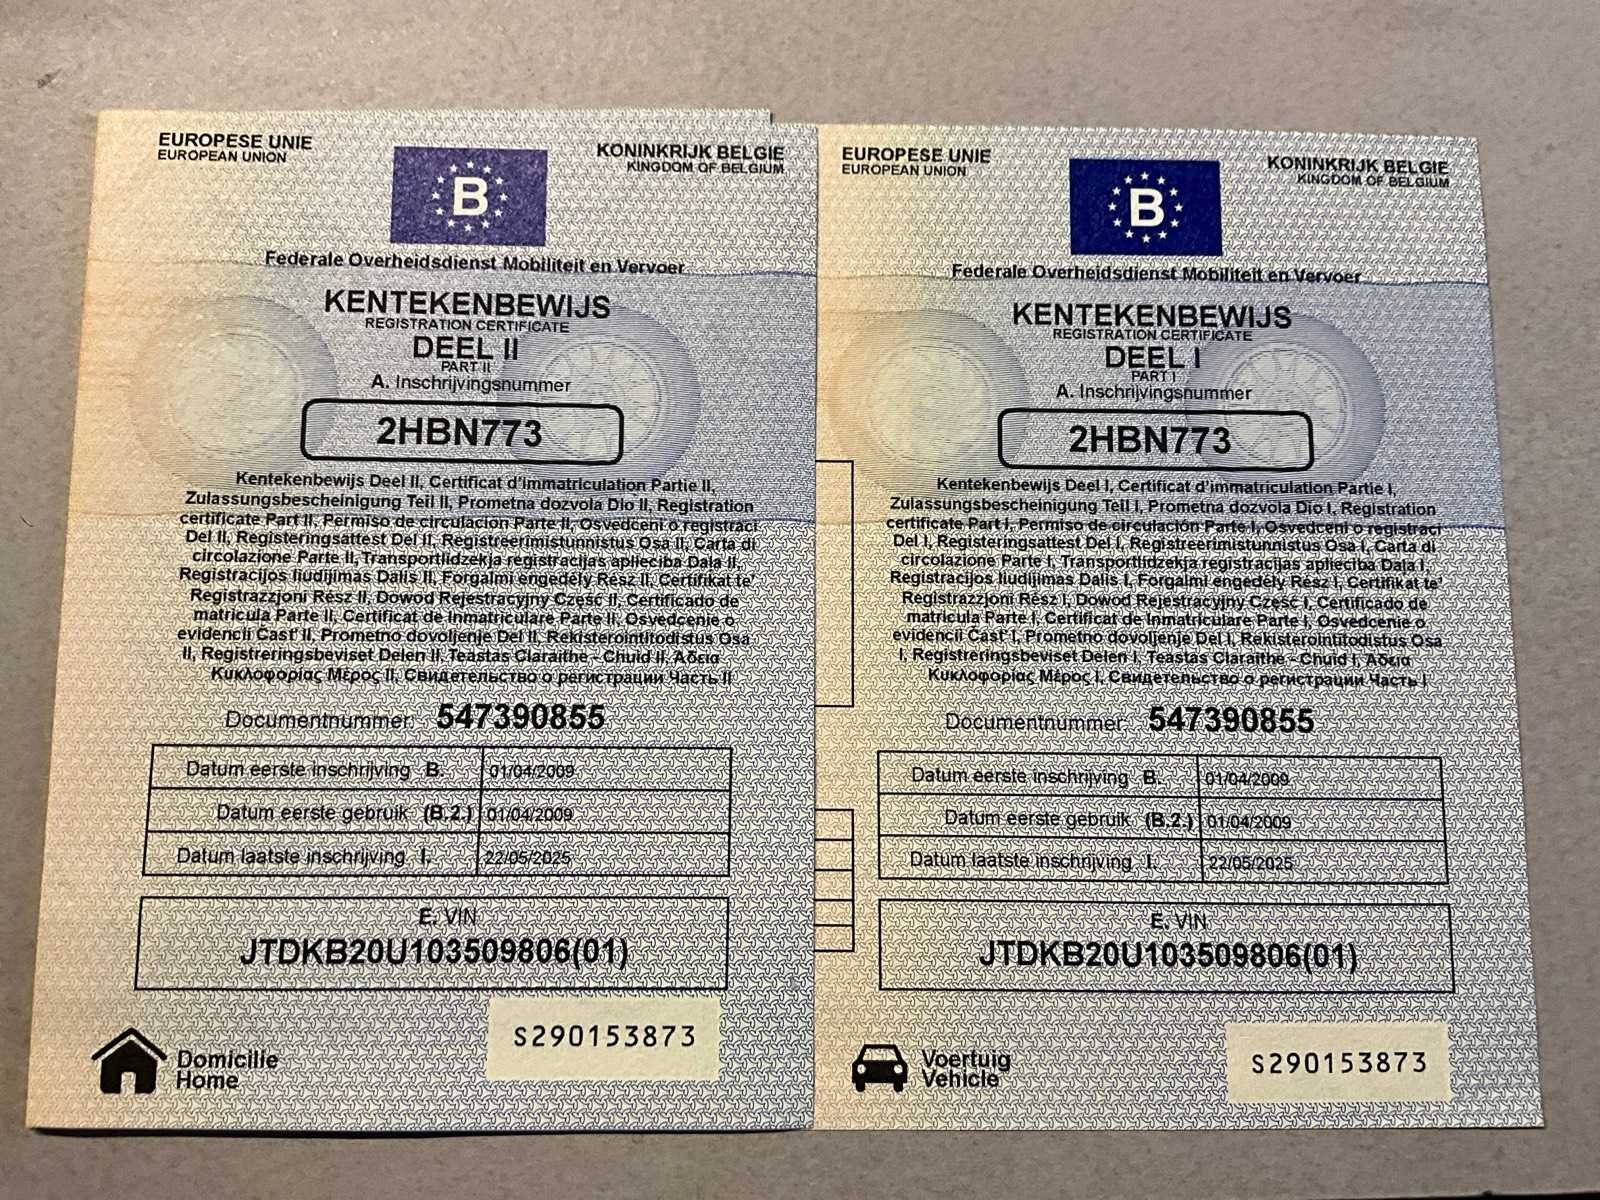 EUROPESE UNIE
EUROPEAN UNION
B
KONINKRIJK BELGIE
KINGDOM OF BELGIUM
Federale Overheidsdienst Mobiliteit en Vervoer
KENTEKENBEWIJS
REGISTRATION CERTIFICATE
DEEL II
PART II
A. Inschrijvingsnummer
2HBN773
Kentekenbewijs Deel II, Certificat d'immatriculation Partie II,
Zulassungsbescheinigung Teil II, Prometna dozvola Dio II, Registration
certificate Part II, Permiso de circulación Parte II, Osvedceni o registraci
Del II, Registeringsattest Del II, Registreerimistunnistus Osa II, Carta di
circolazione Parte II, Transportlidzekja registracijas apliecība Daļa II,
Registracijos liudijimas Dalis II, Forgalmi engedély Rész II, Certifikat te'
Registrazzjoni Rész II, Dowod Rejestracyjny Część II, Certificado de
matricula Parte II, Certificat de Inmatriculare Parte II, Osvedcenie o
evidencii Cast' II, Prometno dovoljenje Del II, Rekisterointitodistus Osa
II, Registreringsbeviset Delen II, Teastas Claraithe - Chuid II, Άδεια
Κυκλοφορίας Μέρος II, Свидетельство о регистрации Часть II
Documentnummer: 547390855
Datum eerste inschrijving B. 01/04/2009
Datum eerste gebruik (B.2.) 01/04/2009
Datum laatste inschrijving I. 22/05/2025
E. VIN
JTDKB20U103509806(01)
Domicilie
Home
S290153873
EUROPESE UNIE
EUROPEAN UNION
B
KONINKRIJK BELGIE
KINGDOM OF BELGIUM
Federale Overheidsdienst Mobiliteit en Vervoer
KENTEKENBEWIJS
REGISTRATION CERTIFICATE
DEEL I
PART I
A. Inschrijvingsnummer
2HBN773
Kentekenbewijs Deel I, Certificat d'immatriculation Partie I,
Zulassungsbescheinigung Teil I, Prometna dozvola Dio I, Registration
certificate Part I, Permiso de circulación Parte I, Osvedceni o registraci
Del I, Registeringsattest Del I, Registreerimistunnistus Osa I, Carta di
circolazione Parte I, Transportlidzekja registracijas apliecība Daļa I,
Registracijos liudijimas Dalis I, Forgalmi engedély Rész I, Certifikat te'
Registrazzjoni Rész I, Dowod Rejestracyjny Część I, Certificado de
matricula Parte I, Certificat de Inmatriculare Parte I, Osvedcenie o
evidencii Cast' I, Prometno dovoljenje Del I, Rekisterointitodistus Osa
I, Registreringsbeviset Delen I, Teastas Claraithe - Chuid I, Άδεια
Κυκλοφορίας Μέρος I, Свидетельство о регистрации Часть I
Documentnummer: 547390855
Datum eerste inschrijving B. 01/04/2009
Datum eerste gebruik (B.2.) 01/04/2009
Datum laatste inschrijving I. 22/05/2025
E. VIN
JTDKB20U103509806(01)
Voertuig
Vehicle
S290153873